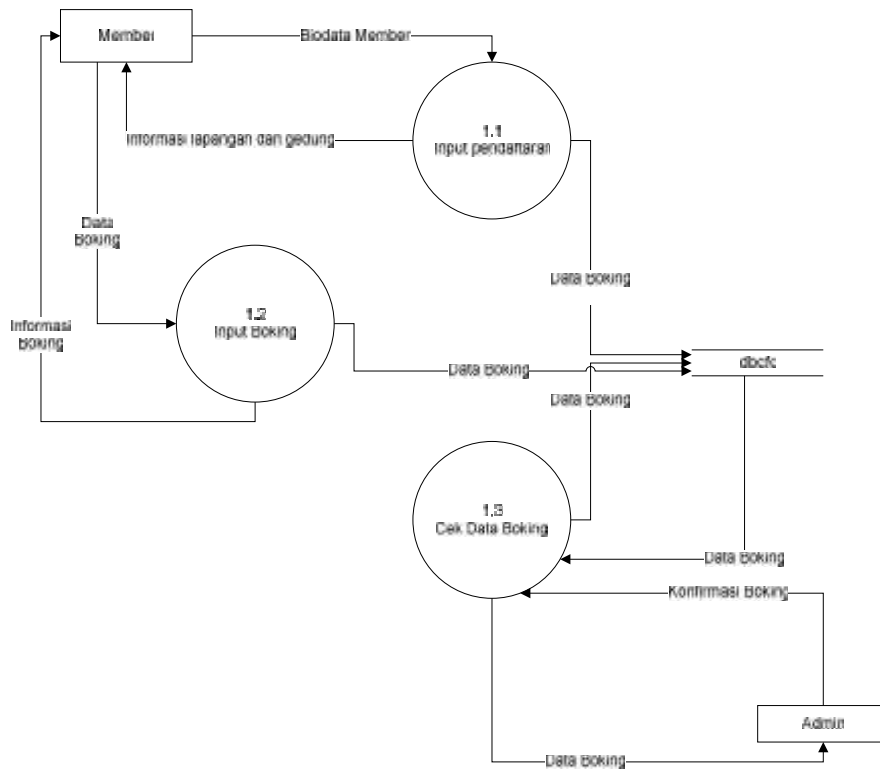 Member
Biodata Member
1.1
Input pendaftaran
Informasi lapangan dan gedung
Data
Boking
Data Boking
1.2
Input Boking
Informasi
Boking
Data Boking
dbcfc
Data Boking
1.3
Cek Data Boking
Data Boking
Konfirmasi Boking
Admin
Data Boking